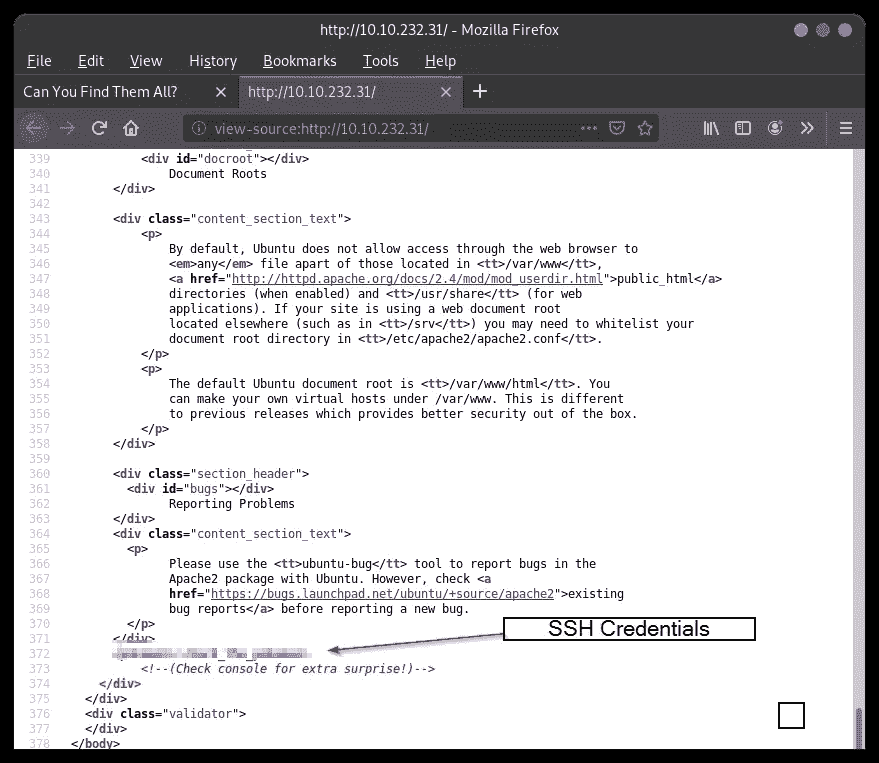 http://10.10.232.31/ - Mozilla Firefox
File Edit View History Bookmarks Tools Help
Can You Find Them All? http://10.10.232.31/
view-source:http://10.10.232.31/
339 <div id="docroot"></div>
340 Document Roots
341 </div>
342
343 <div class="content_section_text">
344 <p>
345 By default, Ubuntu does not allow access through the web browser to
346 <em>any</em> file apart of those located in <tt>/var/www</tt>,
347 <a href="http://httpd.apache.org/docs/2.4/mod/mod_userdir.html">public_html</a>
348 directories (when enabled) and <tt>/usr/share</tt> (for web
349 applications). If your site is using a web document root
350 located elsewhere (such as in <tt>/srv</tt>) you may need to whitelist your
351 document root directory in <tt>/etc/apache2/apache2.conf</tt>.
352 </p>
353 <p>
354 The default Ubuntu document root is <tt>/var/www/html</tt>. You
355 can make your own virtual hosts under /var/www. This is different
356 to previous releases which provides better security out of the box.
357 </p>
358 </div>
359
360 <div class="section_header">
361 <div id="bugs"></div>
362 Reporting Problems
363 </div>
364 <div class="content_section_text">
365 <p>
366 Please use the <tt>ubuntu-bug</tt> tool to report bugs in the
367 Apache2 package with Ubuntu. However, check <a
368 href="https://bugs.launchpad.net/ubuntu/+source/apache2">existing
369 bug reports</a> before reporting a new bug.
370 </p>
371 </div>
SSH Credentials
372
373 <!--(Check console for extra surprise!)-->
374 </div>
375 </div>
376 <div class="validator">
377 </div>
378 </body>